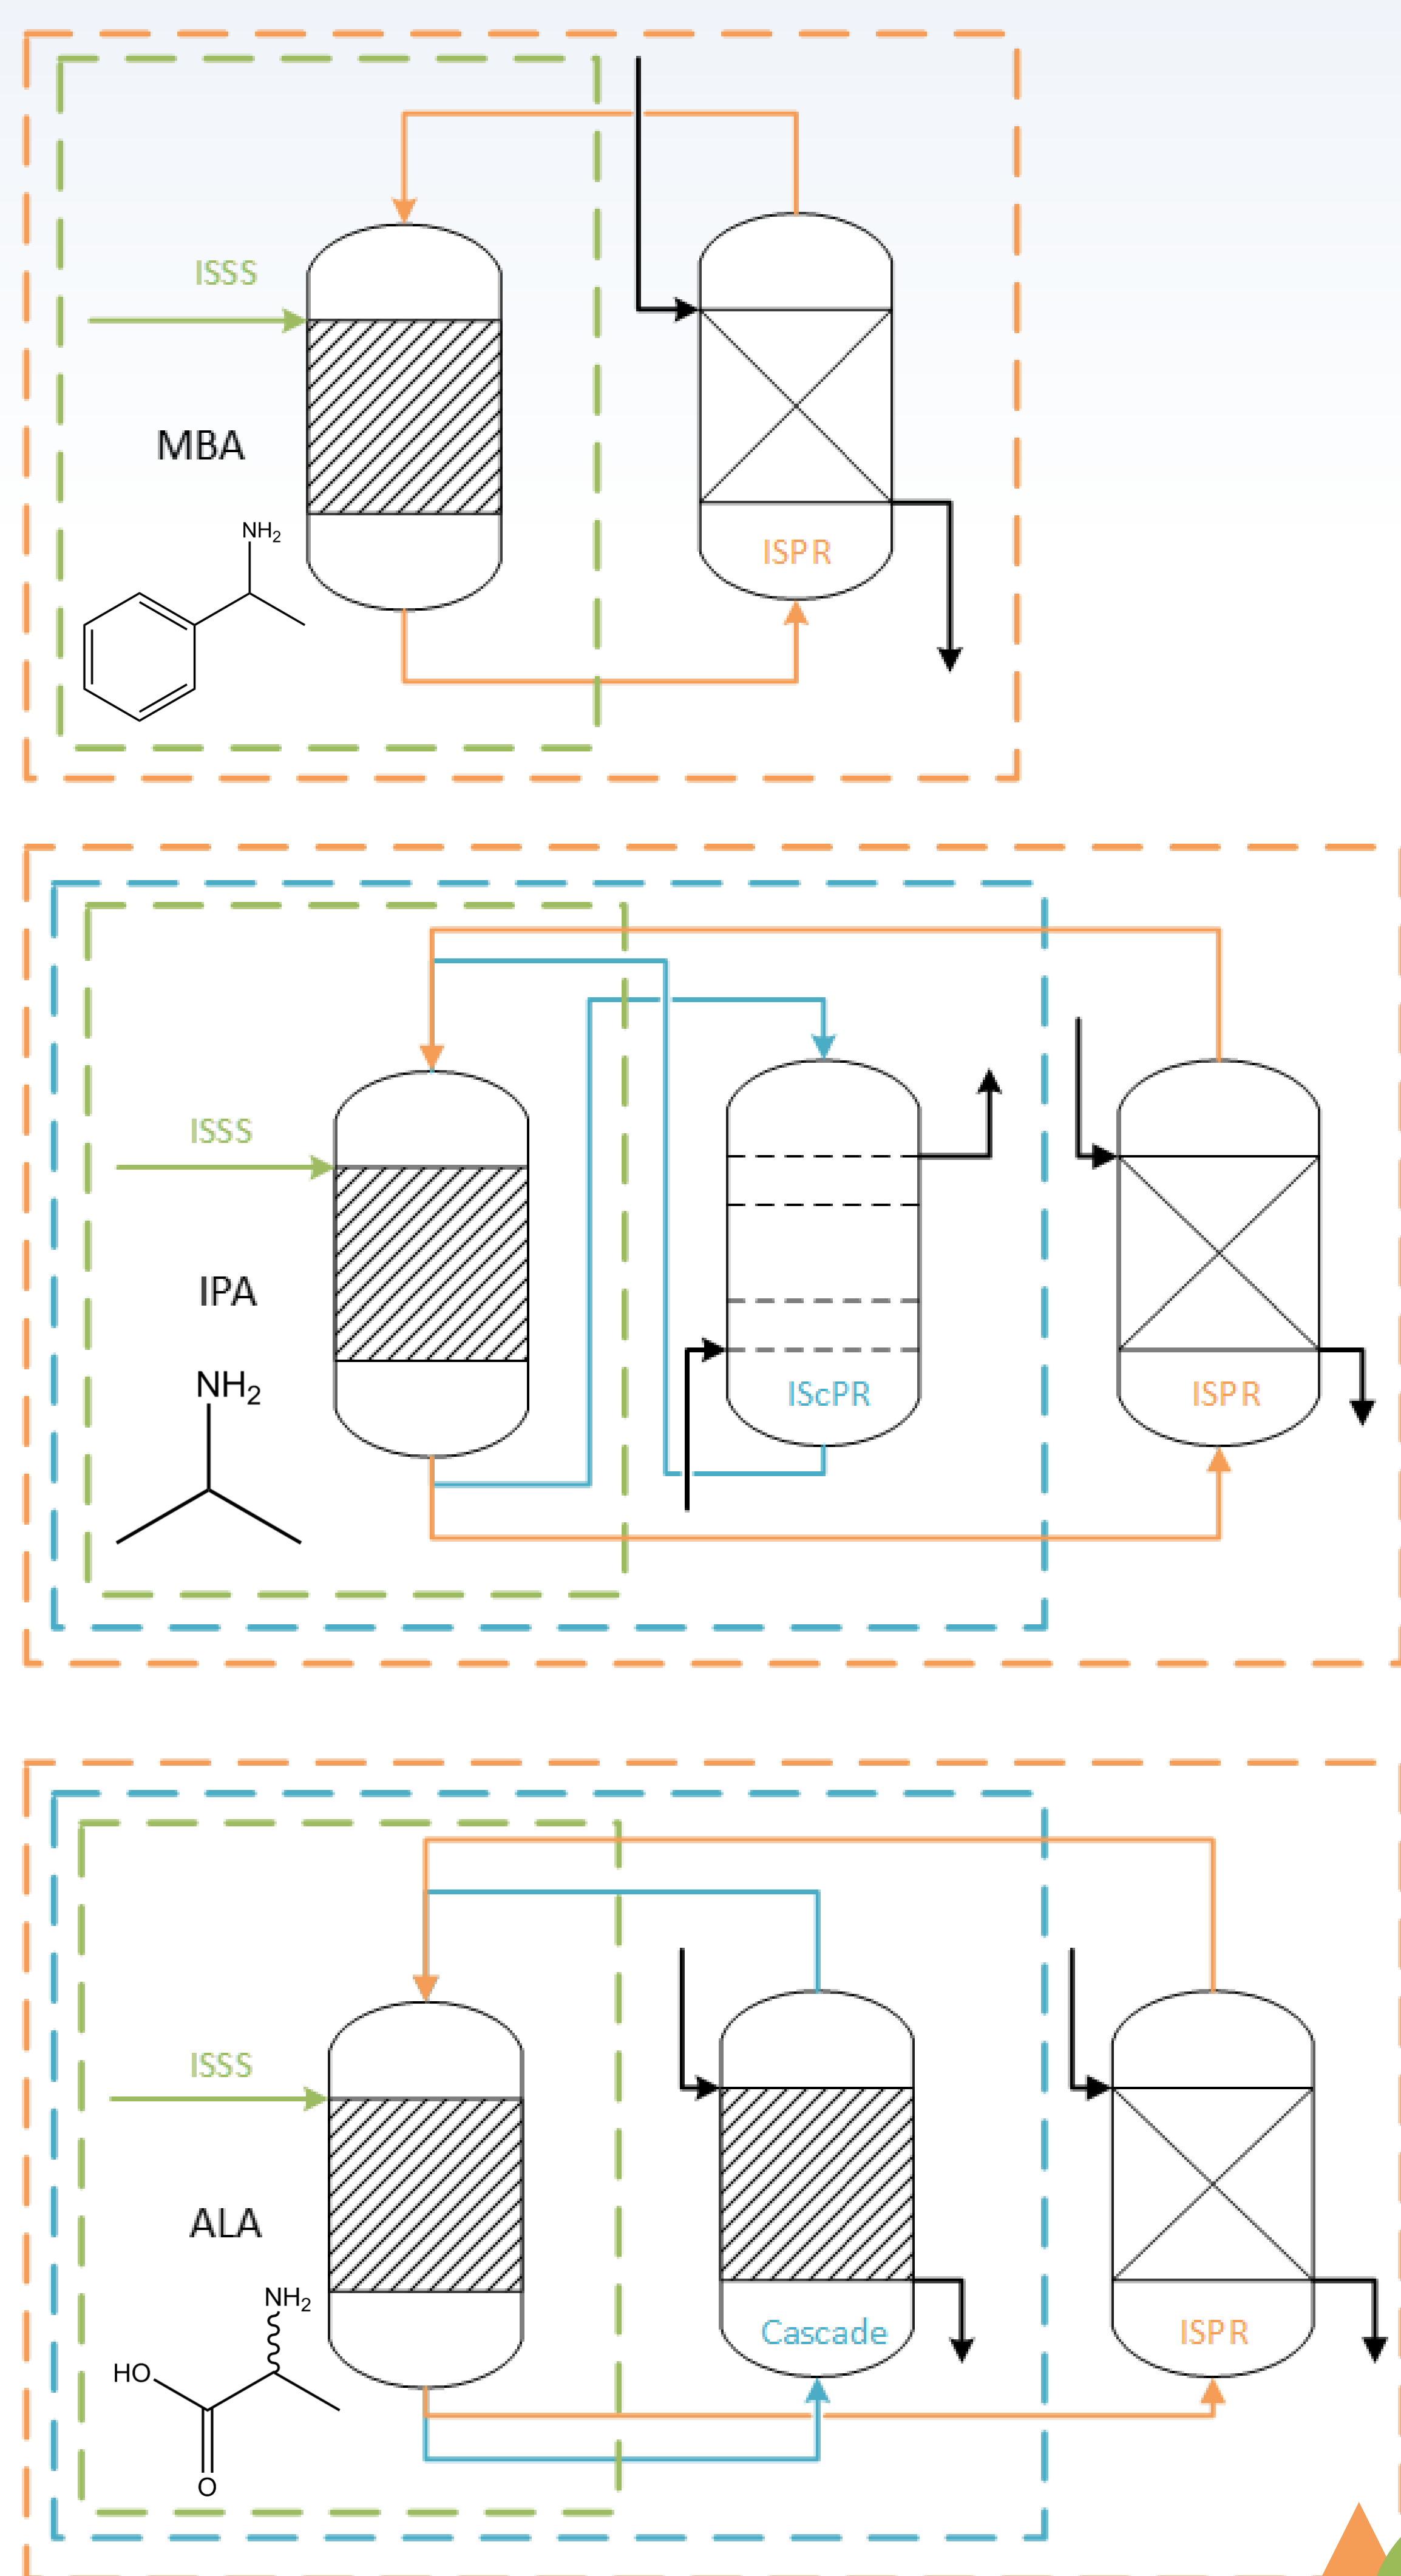 ISSS
MBA
NH2
ISPR
ISSS
IPA
NH2
IScPR
ISPR
ISSS
ALA
NH2
HO
O
Cascade
ISPR